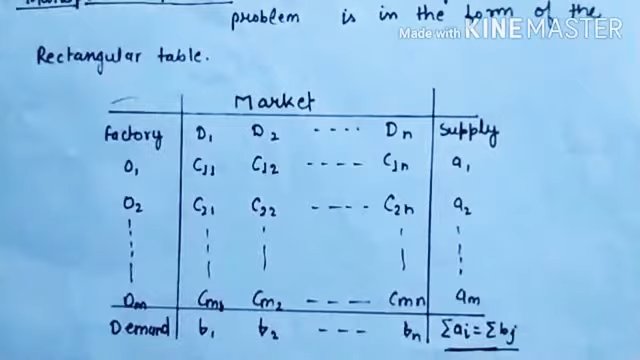 problem is in the form of the
Made with KINEMASTER
Rectangular table.
Market
factory D1 D2 ---- Dn Supply
O1 C11 C12 ---- C1n a1
O2 C21 C22 ---- C2n a2
Om Cm1 Cm2 ---- Cmn am
Demand b1 b2 --- bn Σai=Σbj